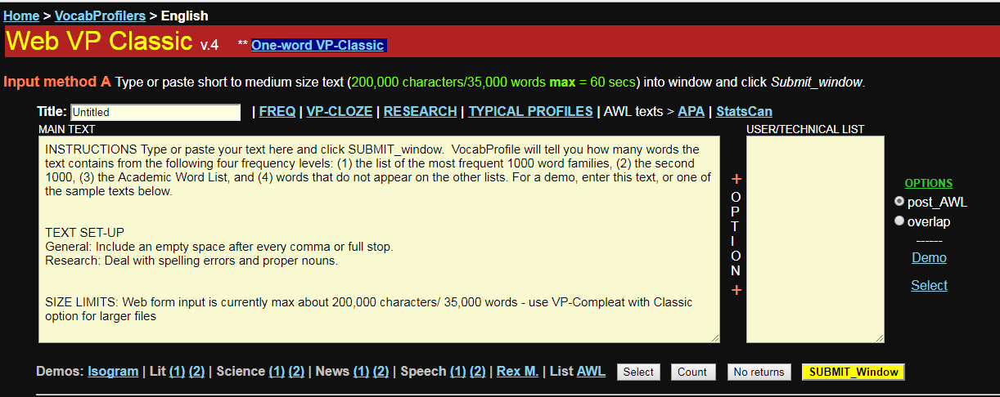 Home > VocabProfilers > English
Web VP Classic v.4 ** One-word VP-Classic
Input method A Type or paste short to medium size text (200,000 characters/35,000 words max = 60 secs) into window and click Submit_window.
Title: Untitled | FREQ | VP-CLOZE | RESEARCH | TYPICAL PROFILES | AWL texts > APA | StatsCan
MAIN TEXT USER/TECHNICAL LIST
INSTRUCTIONS Type or paste your text here and click SUBMIT_window. VocabProfile will tell you how many words the
text contains from the following four frequency levels: (1) the list of the most frequent 1000 word families, (2) the second
1000, (3) the Academic Word List, and (4) words that do not appear on the other lists. For a demo, enter this text, or one of
the sample texts below.
TEXT SET-UP
General: Include an empty space after every comma or full stop.
Research: Deal with spelling errors and proper nouns.
SIZE LIMITS: Web form input is currently max about 200,000 characters/ 35,000 words - use VP-Compleat with Classic
option for larger files
+
O
P
T
I
O
N
+
OPTIONS
post_AWL
overlap
------
Demo
Select
Demos: Isogram | Lit (1) (2) | Science (1) (2) | News (1) (2) | Speech (1) (2) | Rex M. | List AWL Select Count No returns SUBMIT_Window